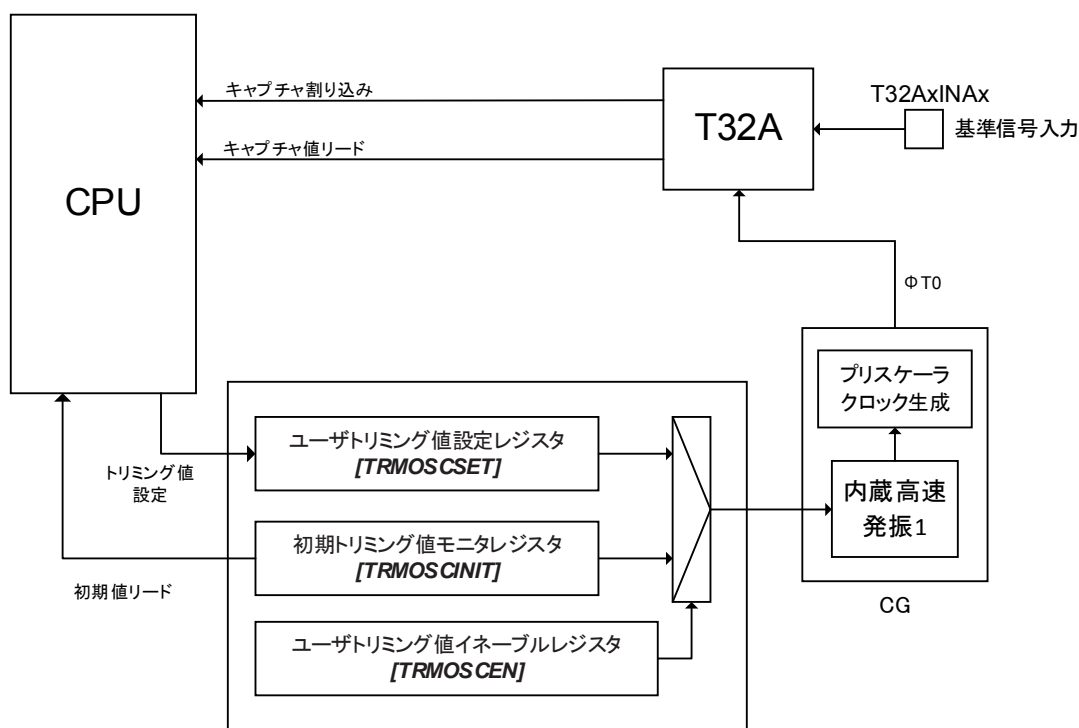 キャプチャ割り込み
T32AxINAx
T32A
基準信号入力
キャプチャ値リード
CPU
ΦT0
プリスケーラ
クロック生成
ユーザトリミング値設定レジスタ
[TRMOSCSET]
トリミング値
設定
内蔵高速
発振1
初期トリミング値モニタレジスタ
[TRMOSCINIT]
初期値リード
CG
ユーザトリミング値イネーブルレジスタ
[TRMOSCEN]